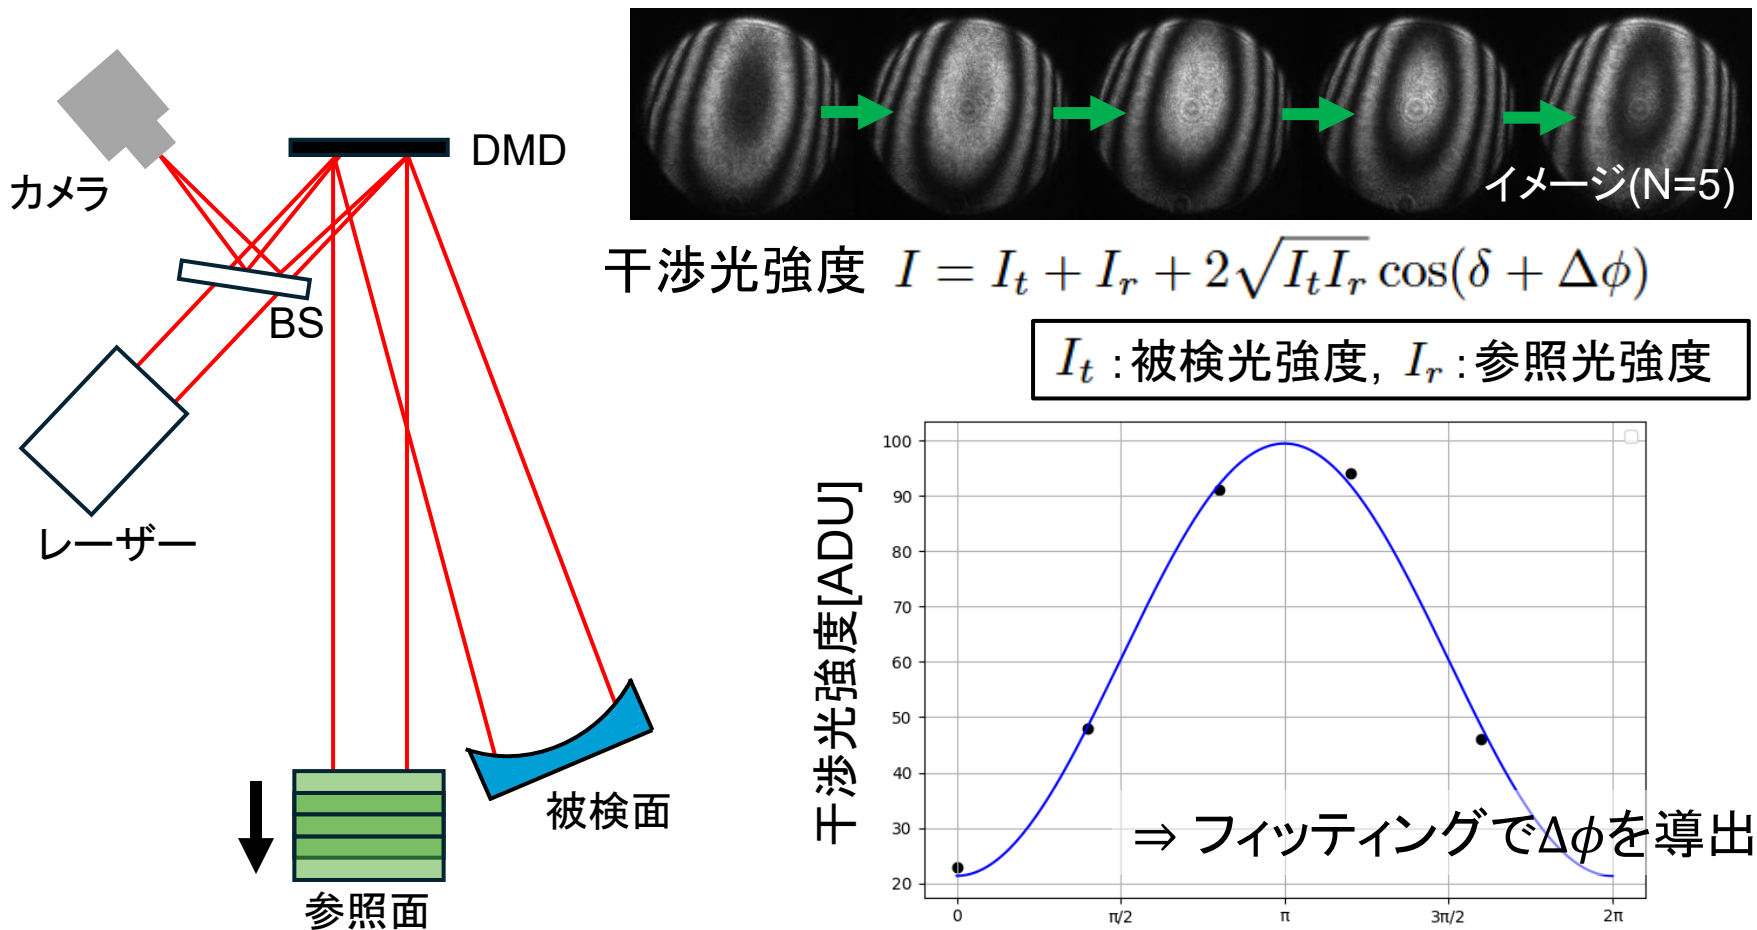 カメラ
DMD
BS
レーザー
被検面
参照面
イメージ(N=5)
干渉光強度 I = I_t + I_r + 2√(I_t I_r) cos(δ + Δϕ)
I_t : 被検光強度, I_r : 参照光強度
干渉光強度[ADU]
100
90
80
70
60
50
40
30
20
⇒ フィッティングでΔϕを導出
0 π/2 π 3π/2 2π